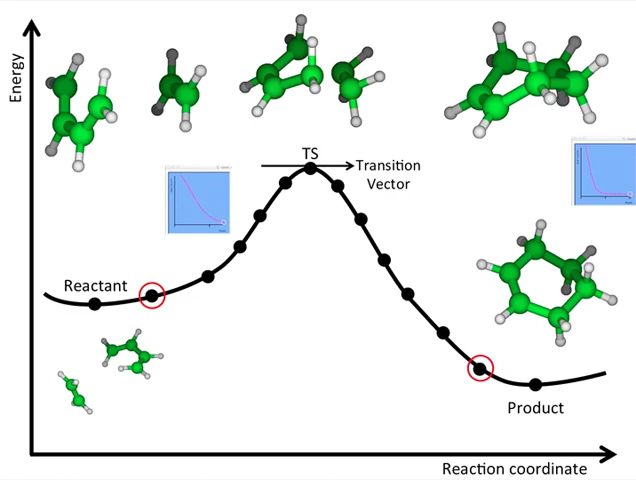 Energy
TS
Transition
Vector
Reactant
Product
Reaction coordinate